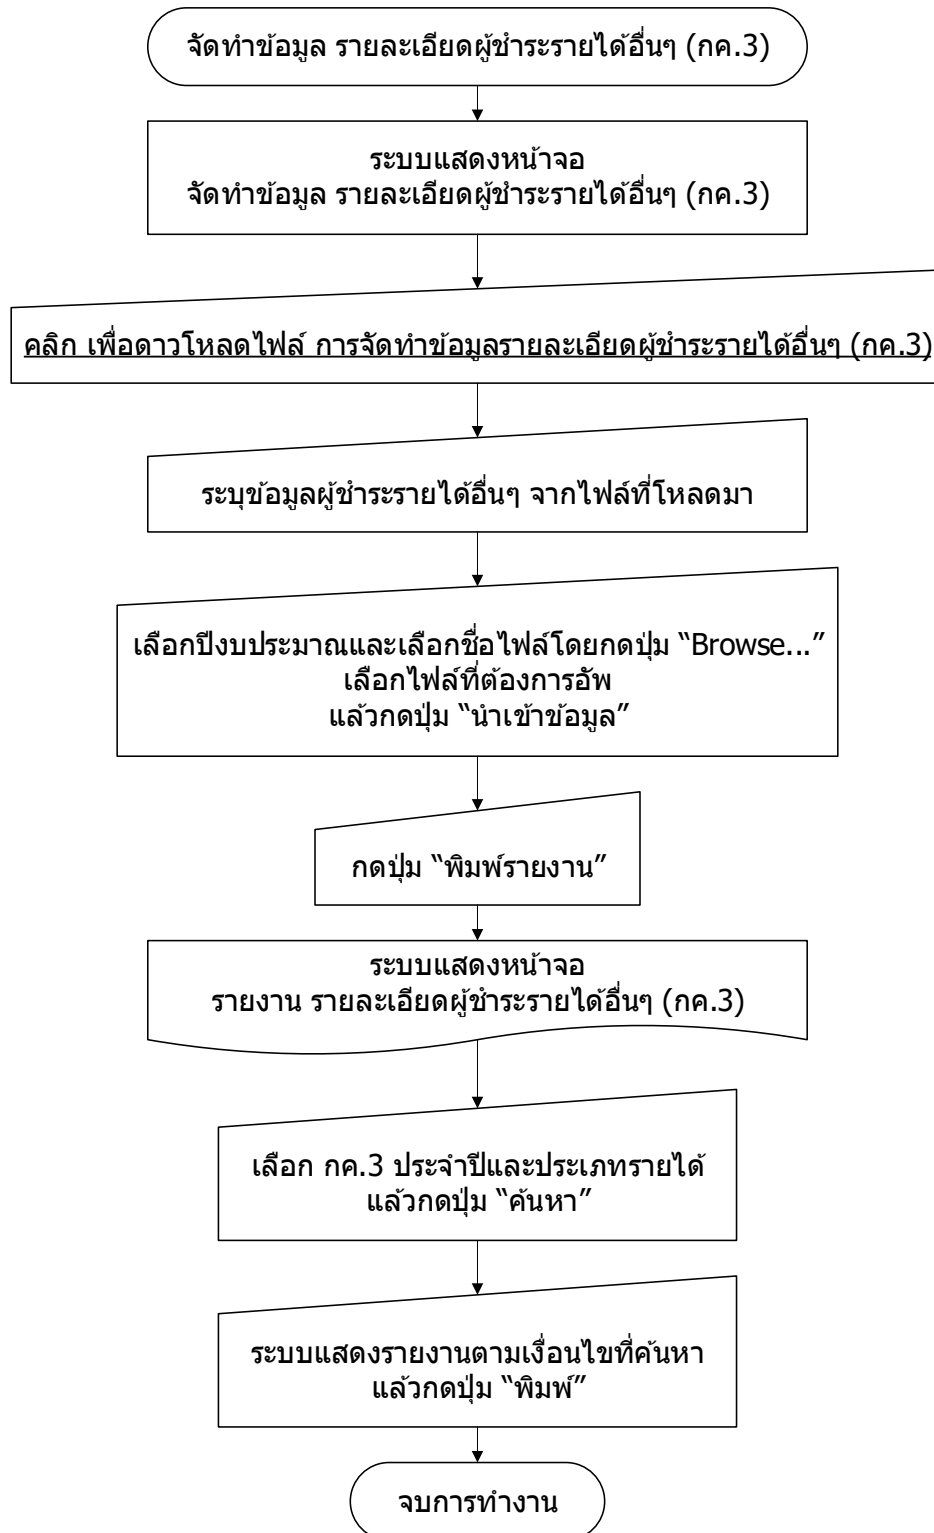 จัดทำข้อมูล รายละเอียดผู้ชำระรายได้อื่นๆ (กค.3)
ระบบแสดงหน้าจอ
จัดทำข้อมูล รายละเอียดผู้ชำระรายได้อื่นๆ (กค.3)
คลิก เพื่อดาวโหลดไฟล์ การจัดทำข้อมูลรายละเอียดผู้ชำระรายได้อื่นๆ (กค.3)
ระบุข้อมูลผู้ชำระรายได้อื่นๆ จากไฟล์ที่โหลดมา
เลือกปีงบประมาณและเลือกชื่อไฟล์โดยกดปุ่ม “Browse...”
เลือกไฟล์ที่ต้องการอัพ
แล้วกดปุ่ม “นำเข้าข้อมูล”
กดปุ่ม “พิมพ์รายงาน”
ระบบแสดงหน้าจอ
รายงาน รายละเอียดผู้ชำระรายได้อื่นๆ (กค.3)
เลือก กค.3 ประจำปีและประเภทรายได้
แล้วกดปุ่ม “ค้นหา”
ระบบแสดงรายงานตามเงื่อนไขที่ค้นหา
แล้วกดปุ่ม “พิมพ์”
จบการทำงาน